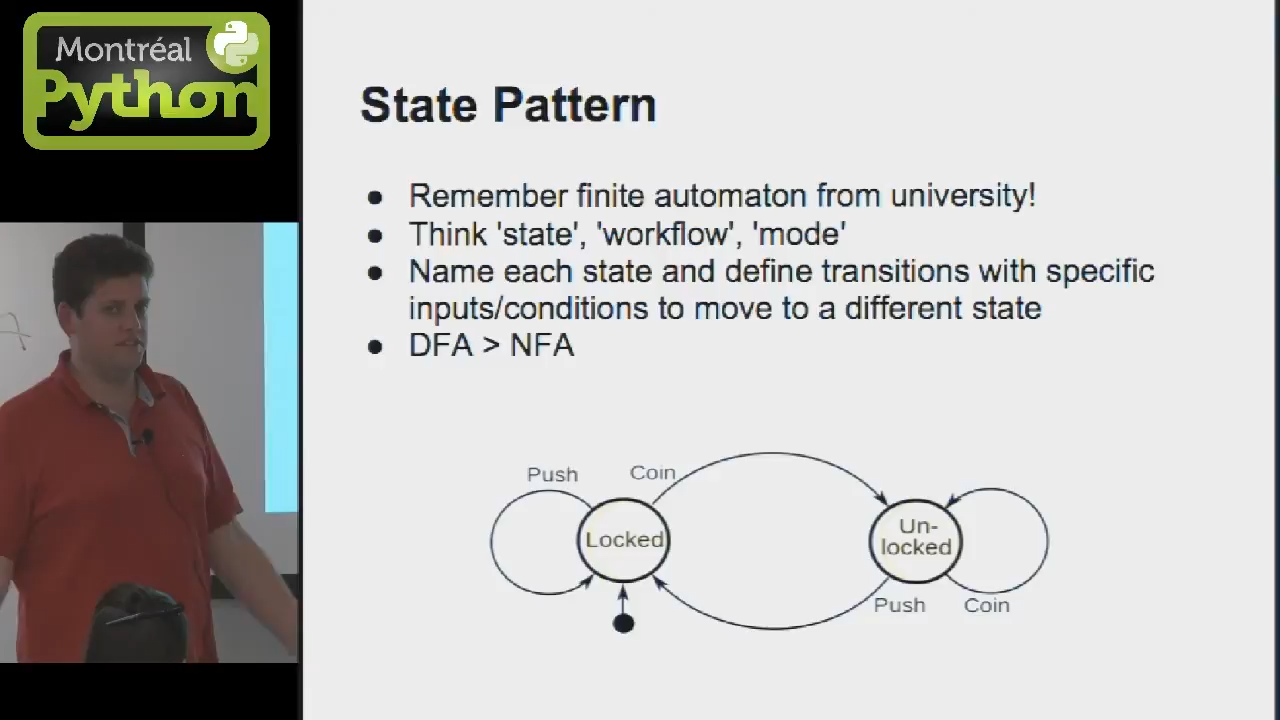 Montréal
Python
State Pattern
● Remember finite automaton from university!
● Think 'state', 'workflow', 'mode'
● Name each state and define transitions with specific
inputs/conditions to move to a different state
● DFA > NFA
Push
Coin
Locked
Un-
locked
Push
Coin